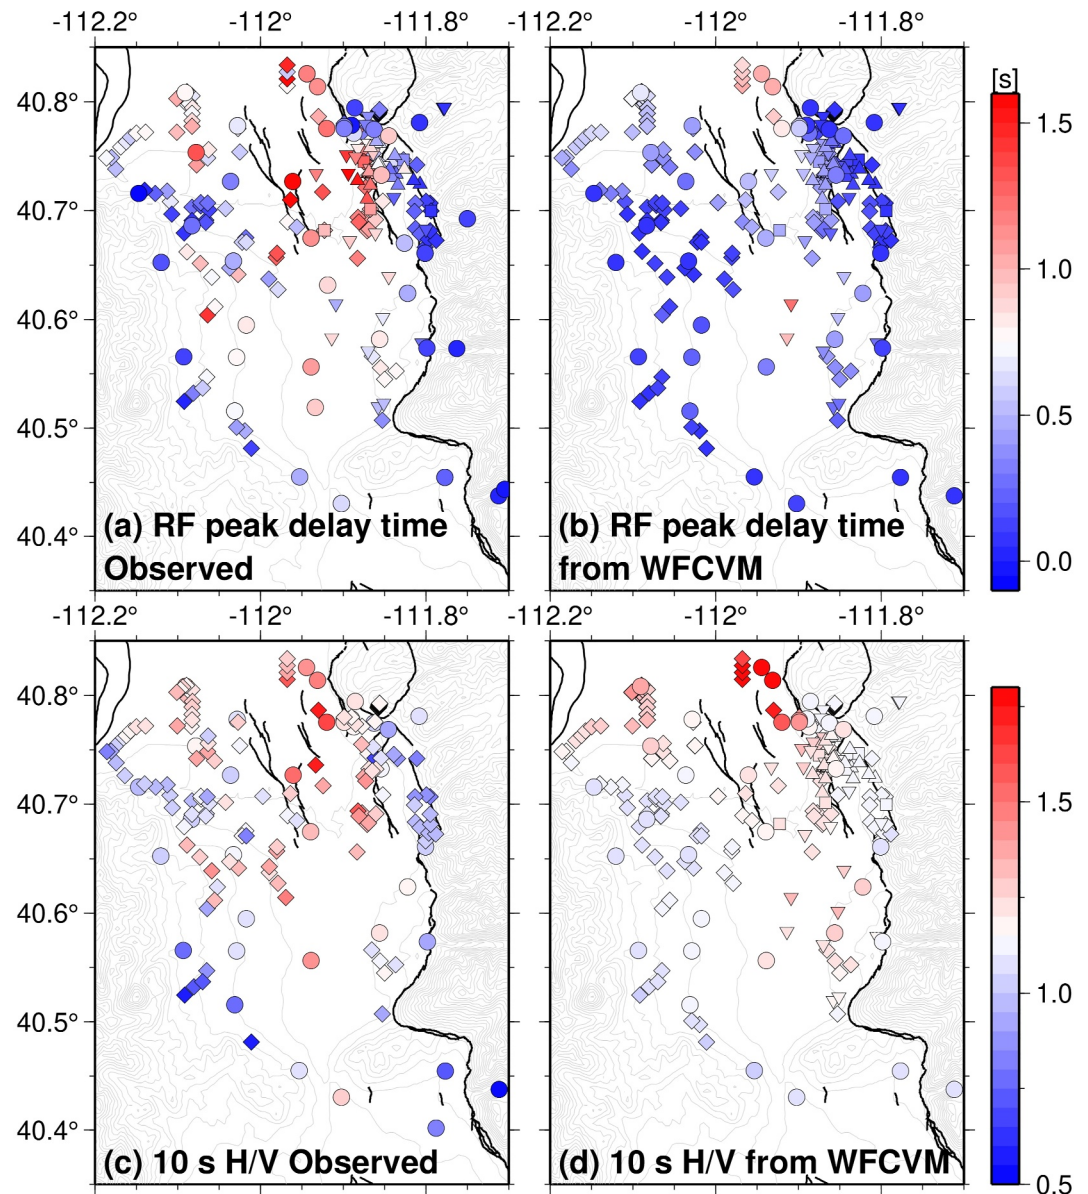 -112.2° -112° -111.8° -112.2° -112° -111.8°
[s]
40.8°
40.7°
40.6°
40.5°
40.4°
1.5
1.0
0.5
0.0
(a) RF peak delay time
Observed
(b) RF peak delay time
from WFCVM
-112.2° -112° -111.8° -112.2° -112° -111.8°
40.8°
40.7°
40.6°
40.5°
40.4°
1.5
1.0
0.5
(c) 10 s H/V Observed
(d) 10 s H/V from WFCVM